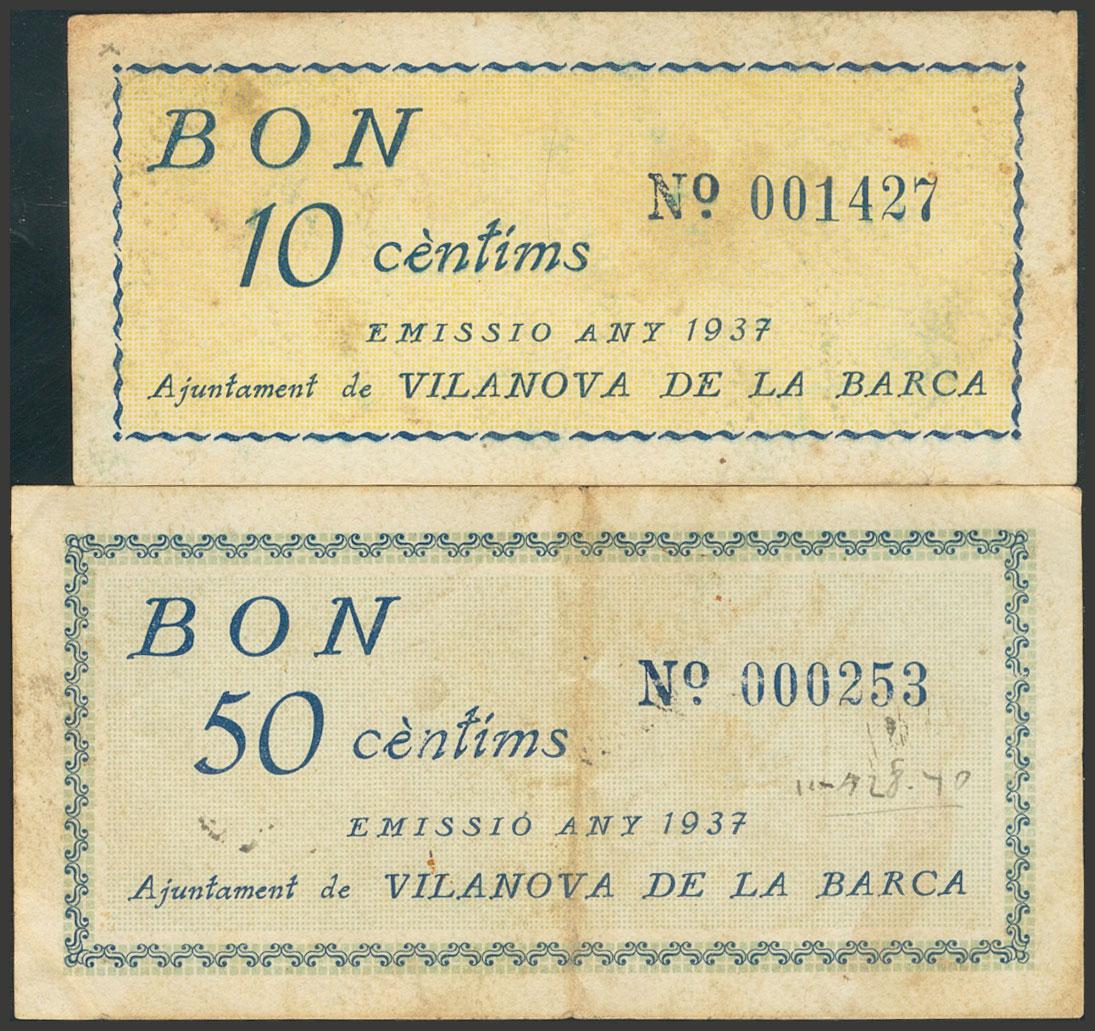 BON
Nº 001427
10 cèntims
EMISSIO ANY 1937
Ajuntament de VILANOVA DE LA BARCA
BON
Nº 000253
50 cèntims
EMISSIÓ ANY 1937
Ajuntament de VILANOVA DE LA BARCA